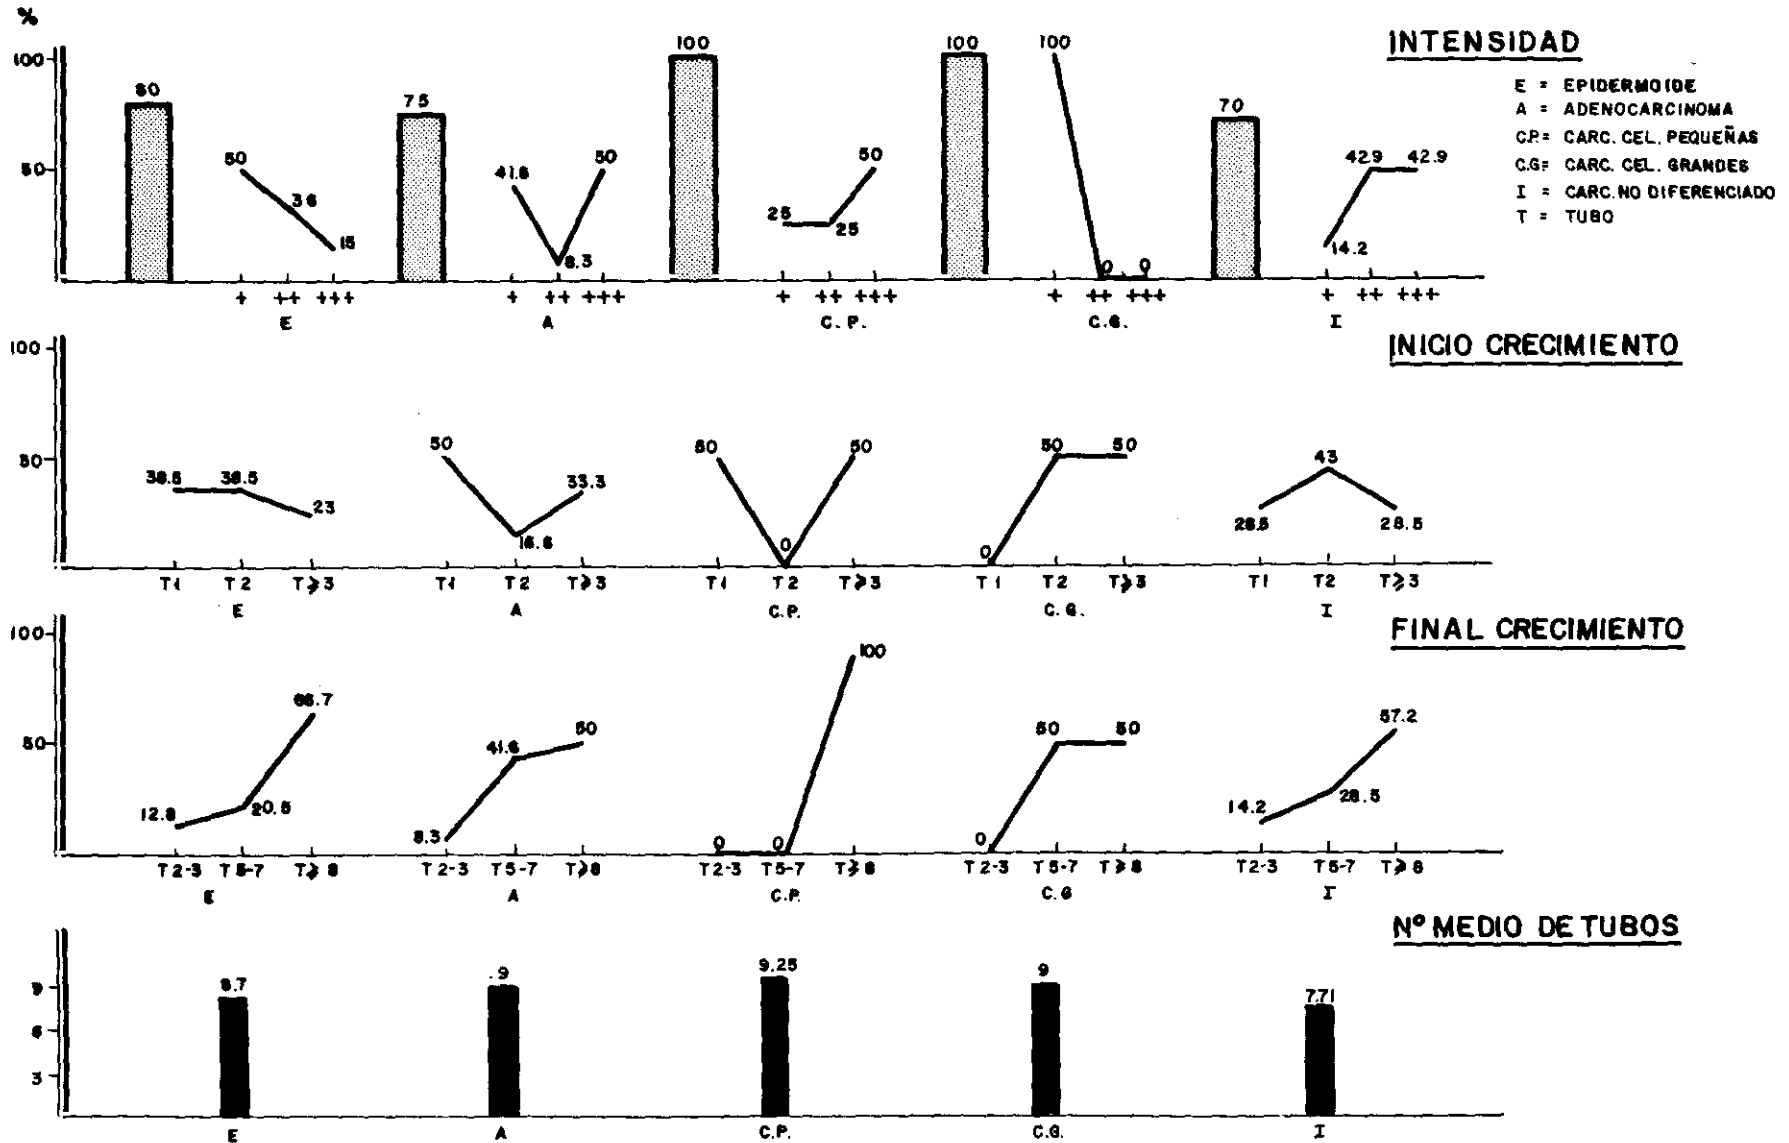 %
INTENSIDAD
E = EPIDERMOIDE
A = ADENOCARCINOMA
C.P.= CARC. CEL. PEQUEÑAS
C.G= CARC. CEL. GRANDES
I = CARC. NO DIFERENCIADO
T = TUBO
100 80 75 100 100 100 70
50 50 36 15 41.6 8.3 50 25 25 50 0 0 14.2 42.9 42.9
+ ++ +++ + ++ +++ + ++ +++ + ++ +++ + ++ +++
E A C.P. C.G. I
INICIO CRECIMIENTO
100
50 38.5 38.5 23 50 16.6 33.3 50 0 50 0 50 50 28.5 43 28.5
T1 T2 T⩾3 T1 T2 T⩾3 T1 T2 T⩾3 T1 T2 T⩾3 T1 T2 T⩾3
E A C.P. C.G. I
FINAL CRECIMIENTO
100
50 12.8 20.5 66.7 8.3 41.6 50 0 0 100 0 50 50 14.2 28.5 57.2
T2-3 T5-7 T⩾8 T2-3 T5-7 T⩾8 T2-3 T5-7 T⩾8 T2-3 T5-7 T⩾8 T2-3 T5-7 T⩾8
E A C.P. C.G I
Nº MEDIO DE TUBOS
9 8.7 9 9.25 9 7.71
6
3
E A C.P. C.G. I